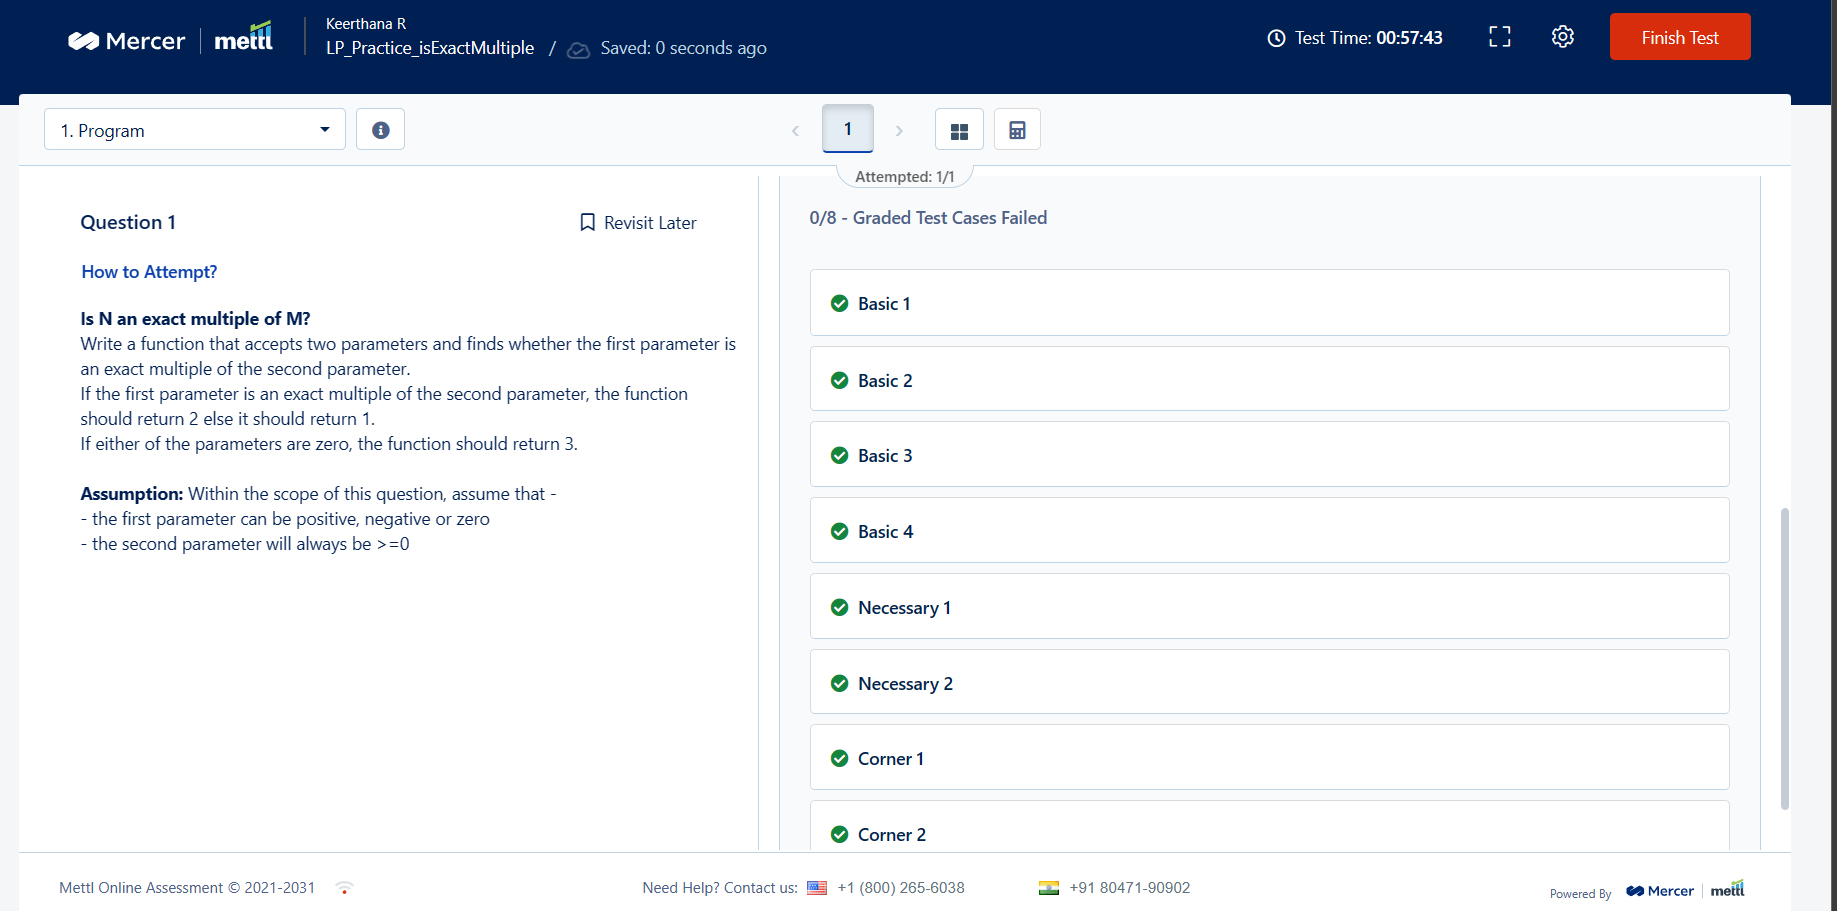 Mercer mettl
Keerthana R
LP_Practice_isExactMultiple / Saved: 0 seconds ago
Test Time: 00:57:43
Finish Test
1. Program
1
Attempted: 1/1
Question 1
Revisit Later
How to Attempt?
Is N an exact multiple of M?
Write a function that accepts two parameters and finds whether the first parameter is
an exact multiple of the second parameter.
If the first parameter is an exact multiple of the second parameter, the function
should return 2 else it should return 1.
If either of the parameters are zero, the function should return 3.
Assumption: Within the scope of this question, assume that -
- the first parameter can be positive, negative or zero
- the second parameter will always be >=0
0/8 - Graded Test Cases Failed
Basic 1
Basic 2
Basic 3
Basic 4
Necessary 1
Necessary 2
Corner 1
Corner 2
Mettl Online Assessment © 2021-2031
Need Help? Contact us: +1 (800) 265-6038
+91 80471-90902
Powered By Mercer mettl